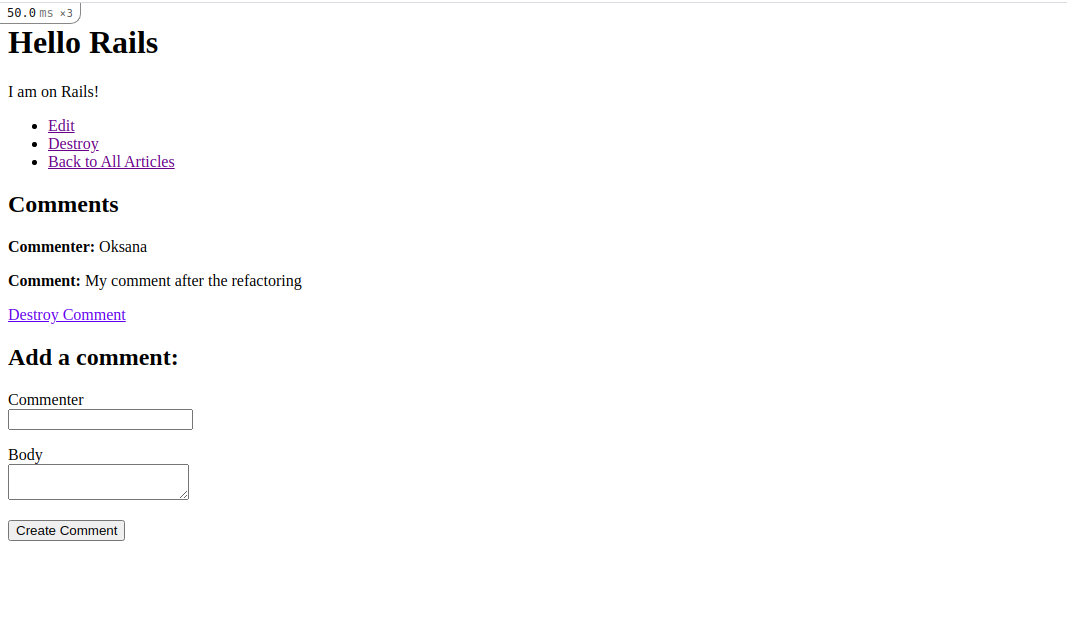 50.0 ms ×3
Hello Rails
I am on Rails!
Edit
Destroy
Back to All Articles
Comments
Commenter: Oksana
Comment: My comment after the refactoring
Destroy Comment
Add a comment:
Commenter
Body
Create Comment